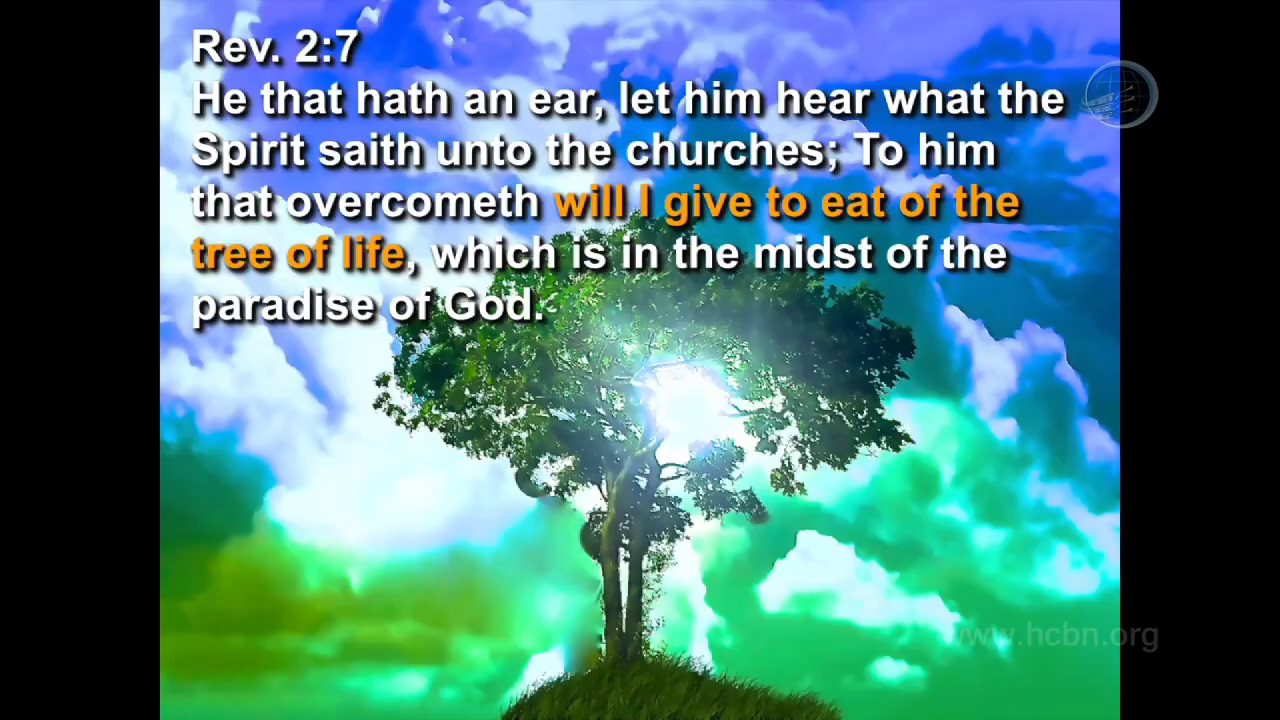 Rev. 2:7
He that hath an ear, let him hear what the
Spirit saith unto the churches; To him
that overcometh will I give to eat of the
tree of life, which is in the midst of the
paradise of God.
www.hcbn.org